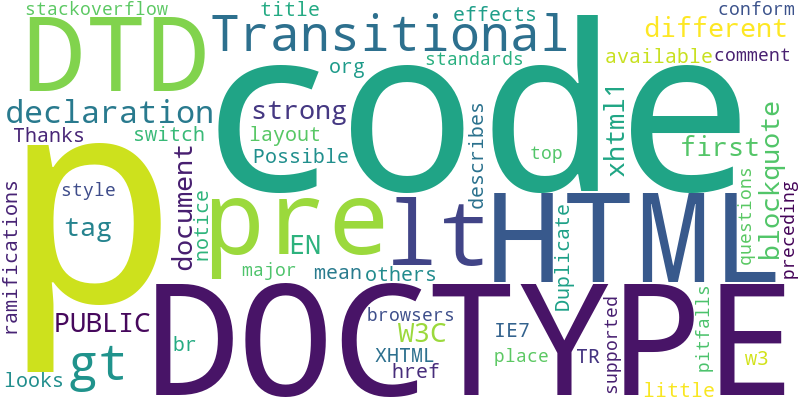 stackoverflow
title
effects
conform
DTD
Transitional
different
org
standards
available
comment
code
declaration
strong
xhtml1
Thanks
switch
layout
describes
blockquote
first
Possible
top
p
style
document
pre
lt
HTML
ramifications
tag
notice
EN
questions
preceding
major
mean
others
Duplicate
DOCTYPE
PUBLIC
browsers
W3C
IE7
supported
pitfalls
gt
br
XHTML
place
TR
w3
looks
href
little